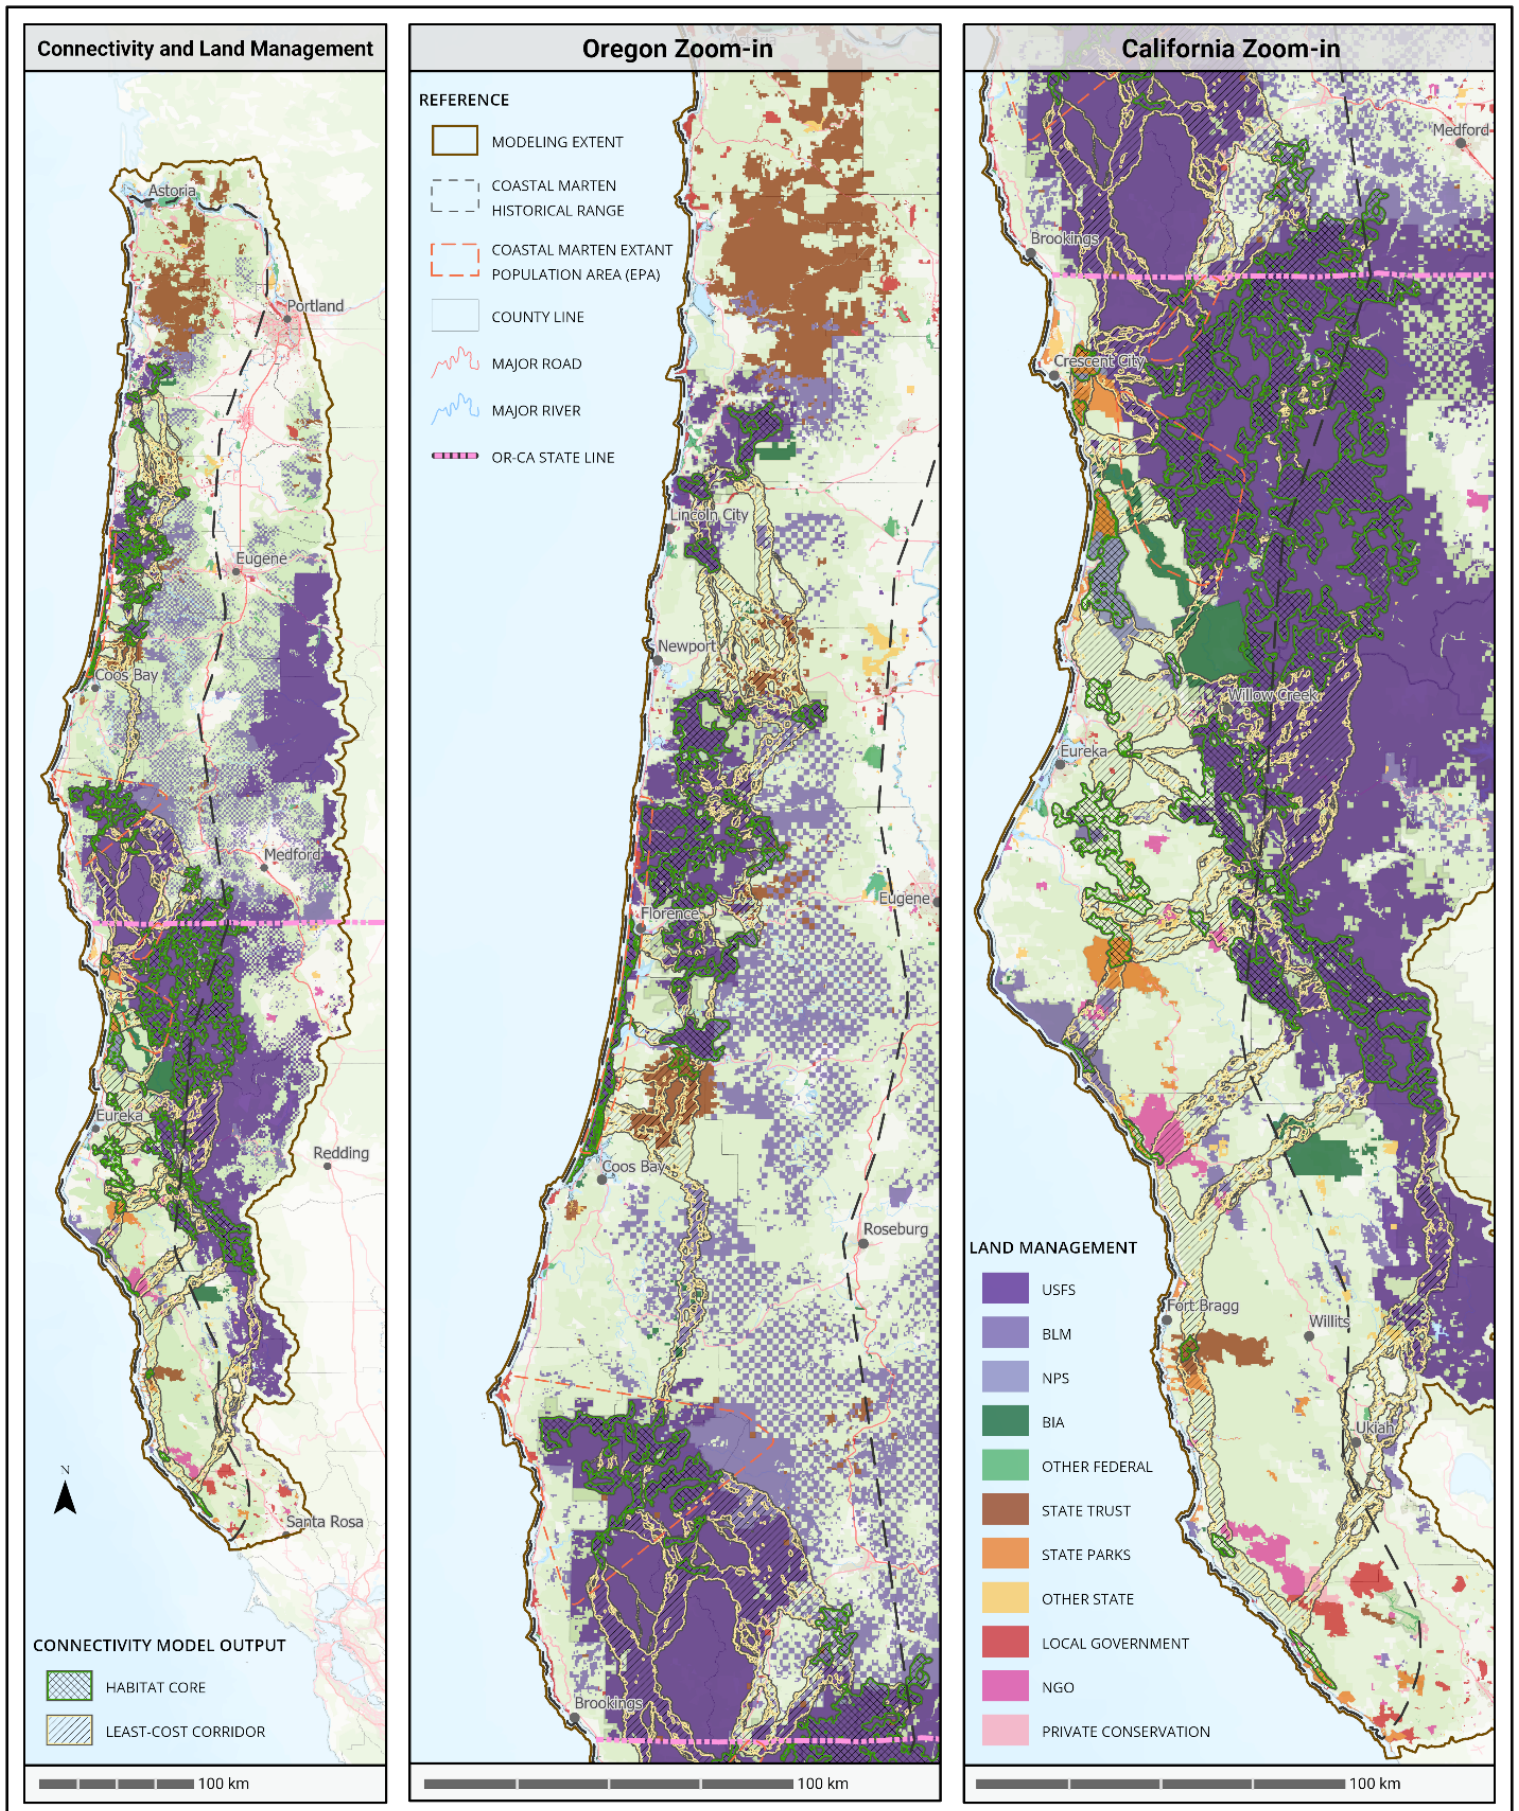 Connectivity and Land Management
Astoria
Portland
Eugene
Coos Bay
Medford
Eureka
Redding
Santa Rosa
N
CONNECTIVITY MODEL OUTPUT
HABITAT CORE
LEAST-COST CORRIDOR
100 km
Oregon Zoom-in
REFERENCE
MODELING EXTENT
COASTAL MARTEN
HISTORICAL RANGE
COASTAL MARTEN EXTANT
POPULATION AREA (EPA)
COUNTY LINE
MAJOR ROAD
MAJOR RIVER
OR-CA STATE LINE
Lincoln City
Newport
Eugene
Florence
Coos Bay
Roseburg
Brookings
100 km
California Zoom-in
Medford
Brookings
Crescent City
Willow Creek
Eureka
LAND MANAGEMENT
USFS
BLM
NPS
BIA
OTHER FEDERAL
STATE TRUST
STATE PARKS
OTHER STATE
LOCAL GOVERNMENT
NGO
PRIVATE CONSERVATION
Fort Bragg
Willits
Ukiah
100 km